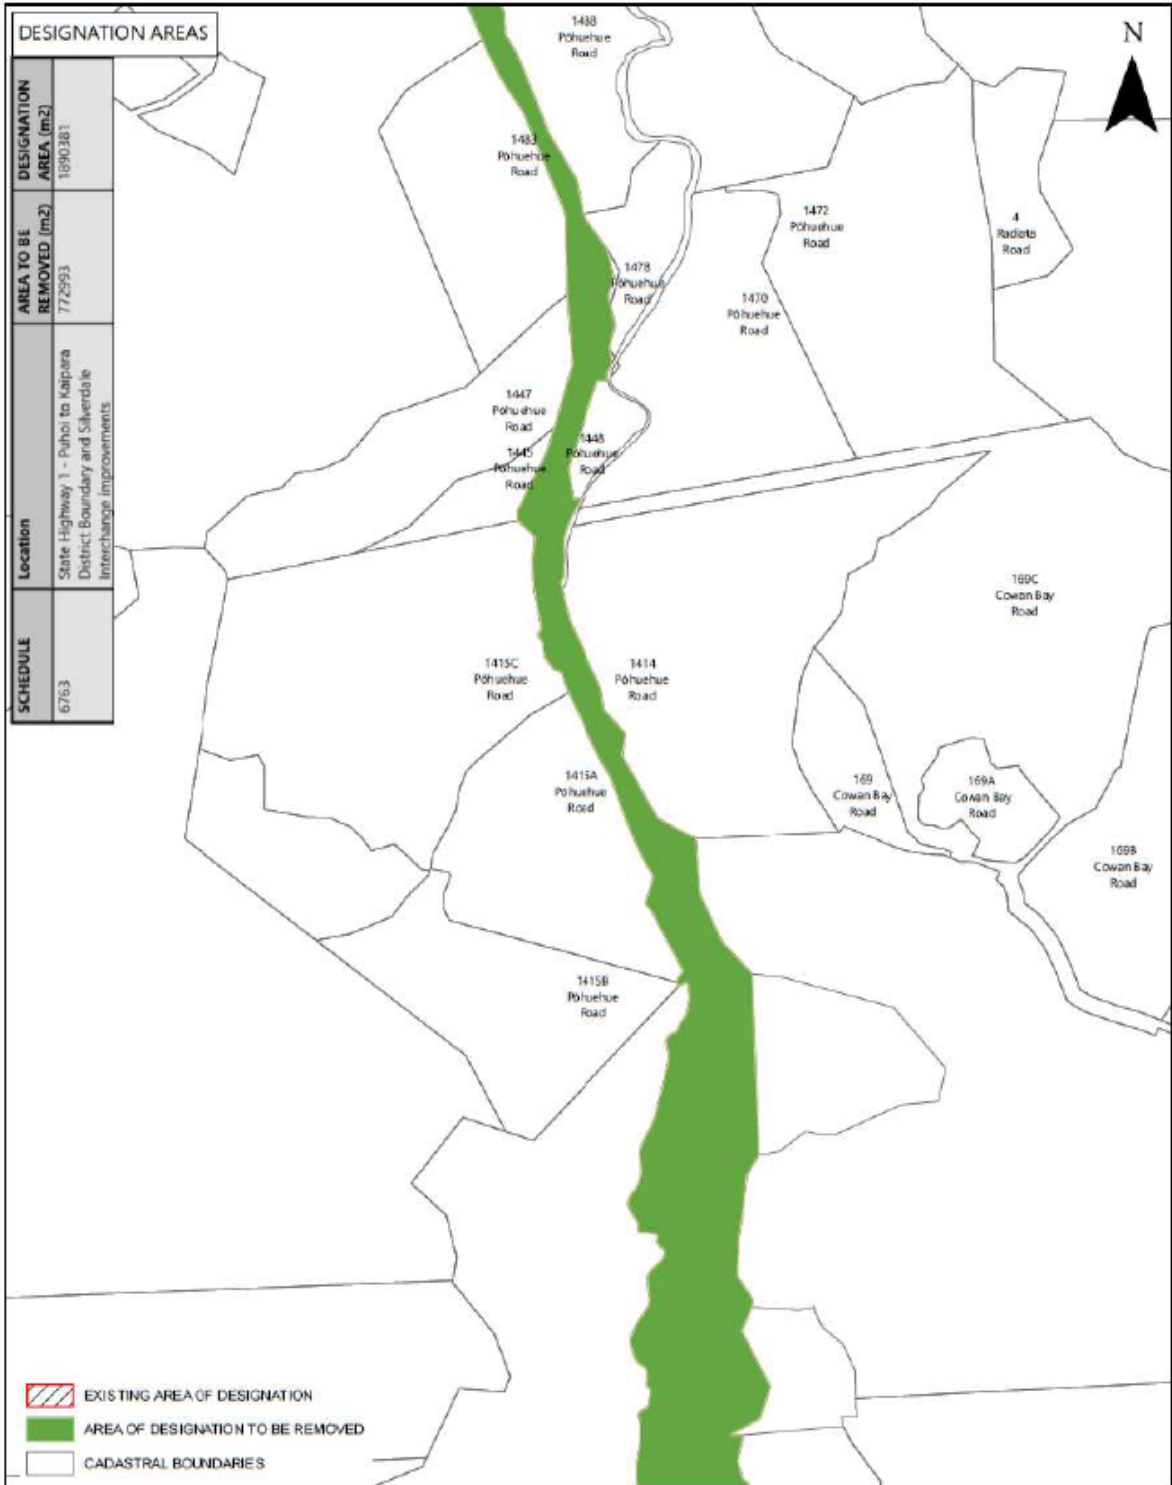 DESIGNATION AREAS
SCHEDULE
Location
AREA TO BE
REMOVED (m2)
DESIGNATION
AREA (m2)
6763
State Highway 1 - Puhoi to Kaipara
District Boundary and Silverdale
Interchange improvements
772993
1890381
N
1488
Pōhuehue
Road
1483
Pōhuehue
Road
1472
Pōhuehue
Road
4
Radiata
Road
1478
Pōhuehue
Road
1470
Pōhuehue
Road
1447
Pōhuehue
Road
1448
Pōhuehue
Road
1445
Pōhuehue
Road
169C
Cowan Bay
Road
1415C
Pōhuehue
Road
1414
Pōhuehue
Road
1415A
Pōhuehue
Road
169
Cowan Bay
Road
169A
Cowan Bay
Road
169B
Cowan Bay
Road
1415B
Pōhuehue
Road
EXISTING AREA OF DESIGNATION
AREA OF DESIGNATION TO BE REMOVED
CADASTRAL BOUNDARIES